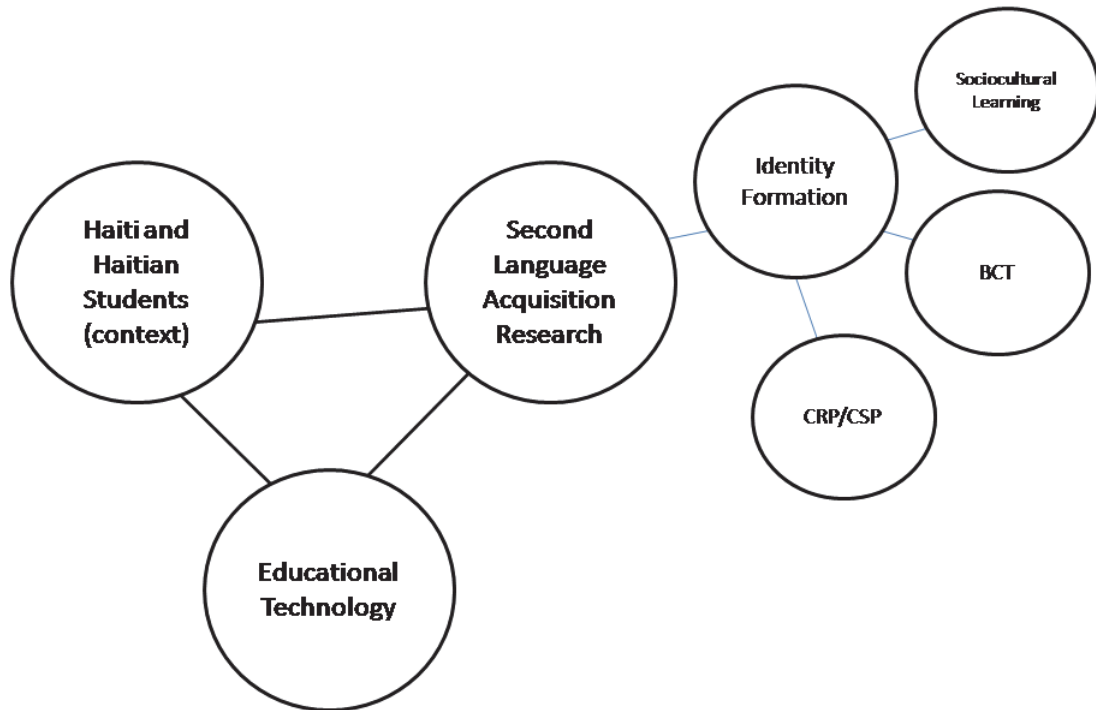 Haiti and
Haitian
Students
(context)
Second
Language
Acquisition
Research
Identity
Formation
Sociocultural
Learning
BCT
CRP/CSP
Educational
Technology